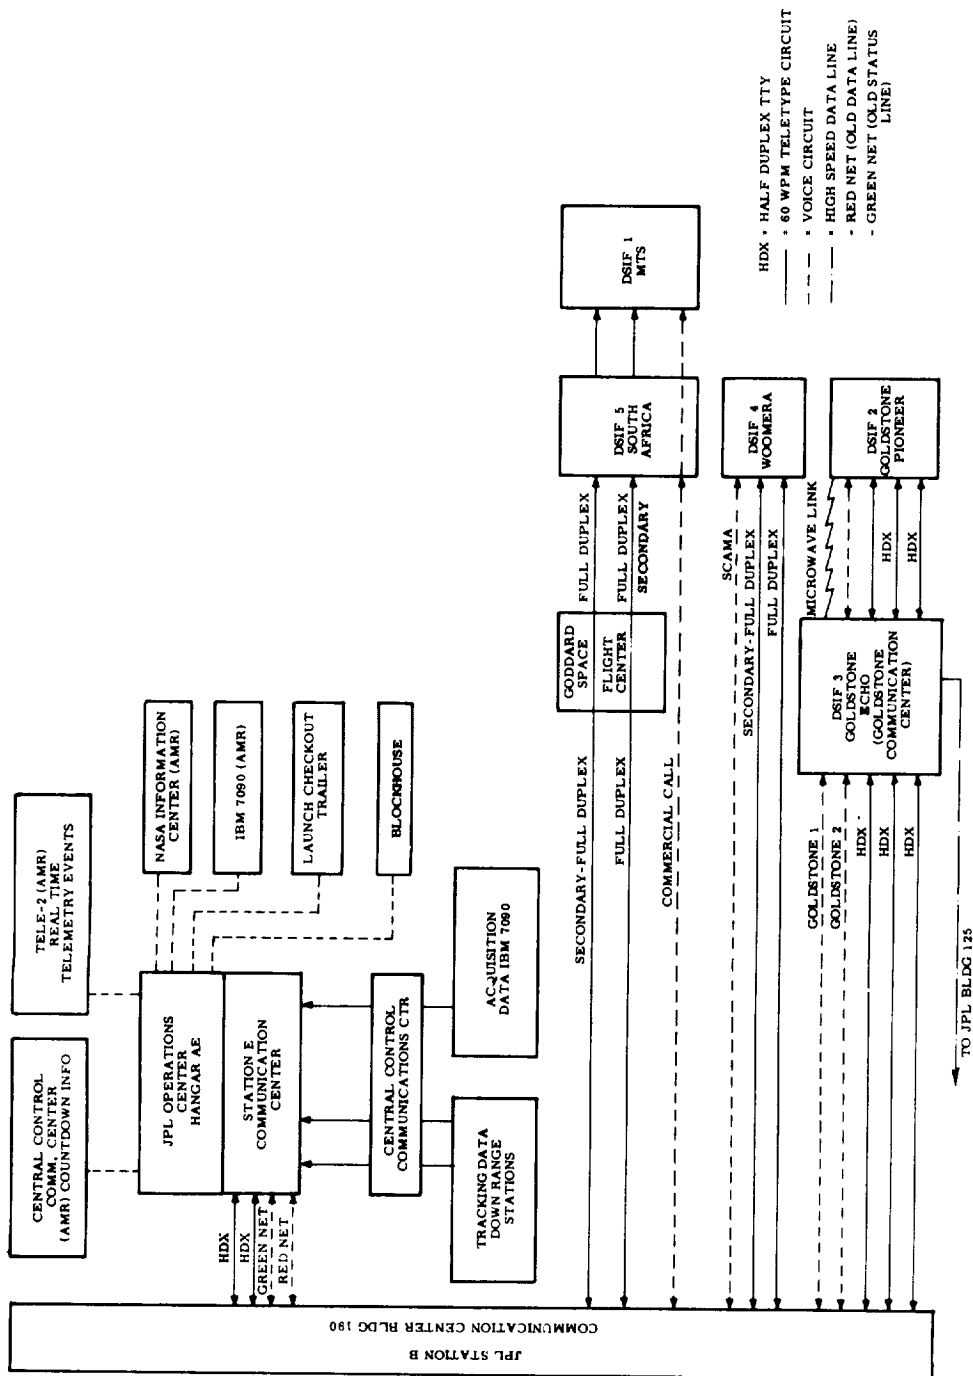 JPL STATION B
COMMUNICATION CENTER BLDG 190
CENTRAL CONTROL
COMM. CENTER
(AMR) COUNTDOWN INFO
TELE-2 (AMR)
REAL TIME
TELEMETRY EVENTS
JPL OPERATIONS
CENTER
HANGAR AE
STATION E
COMMUNICATION
CENTER
NASA INFORMATION
CENTER (AMR)
IBM 7090 (AMR)
LAUNCH CHECKOUT
TRAILER
BLOCKHOUSE
HDX
HDX
GREEN NET
RED NET
CENTRAL CONTROL
COMMUNICATIONS CTR
TRACKING DATA
DOWN RANGE
STATIONS
ACQUISITION
DATA IBM 7090
SECONDARY-FULL DUPLEX
FULL DUPLEX
COMMERCIAL CALL
GODDARD
SPACE
FLIGHT
CENTER
FULL DUPLEX
FULL DUPLEX
SECONDARY
DSIF 5
SOUTH
AFRICA
DSIF 1
MTS
SCAMA
SECONDARY-FULL DUPLEX
FULL DUPLEX
DSIF 4
WOOMERA
GOLDSTONE 1
GOLDSTONE 2
HDX
HDX
HDX
DSIF 3
GOLDSTONE
ECHO
(GOLDSTONE
COMMUNICATION
CENTER)
MICROWAVE LINK
HDX
HDX
DSIF 2
GOLDSTONE
PIONEER
TO JPL BLDG 125
HDX = HALF DUPLEX TTY
= 60 WPM TELETYPE CIRCUIT
= VOICE CIRCUIT
= HIGH SPEED DATA LINE
- RED NET (OLD DATA LINE)
- GREEN NET (OLD STATUS
LINE)